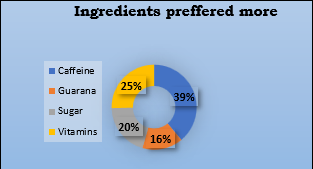 Ingredients preffered more
Caffeine
Guarana
Sugar
Vitamins
25%
39%
20%
16%